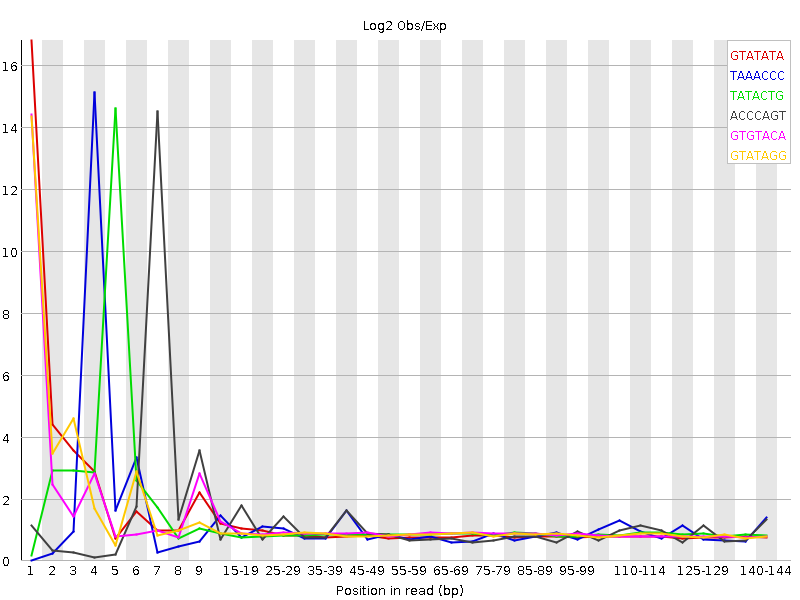 Log2 Obs/Exp
GTATATA
TAAACCC
TATACTG
ACCCAGT
GTGTACA
GTATAGG
16
14
12
10
8
6
4
2
0
1 2 3 4 5 6 7 8 9 15-19 25-29 35-39 45-49 55-59 65-69 75-79 85-89 95-99 110-114 125-129 140-144
Position in read (bp)